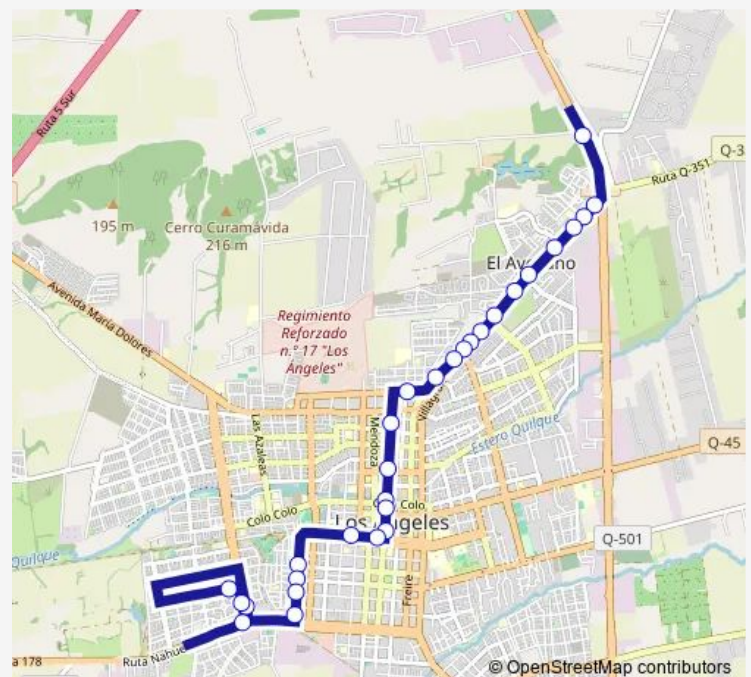 Ruta 5 Sur
Q-3
Ruta Q-351
195 m
Cerro Curamávida
216 m
El Av
no
Avenida María Dolores
Regimiento
Reforzado
n.° 17 "Los
Ángeles"
Villagr
Mendoza
Las Azaleas
Estero Quilque
Q-45
Colo Colo
Colo
Los Ángeles
Quilque
Q-501
Freire
a 178
Ruta Nahue
© OpenStreetMap contributors